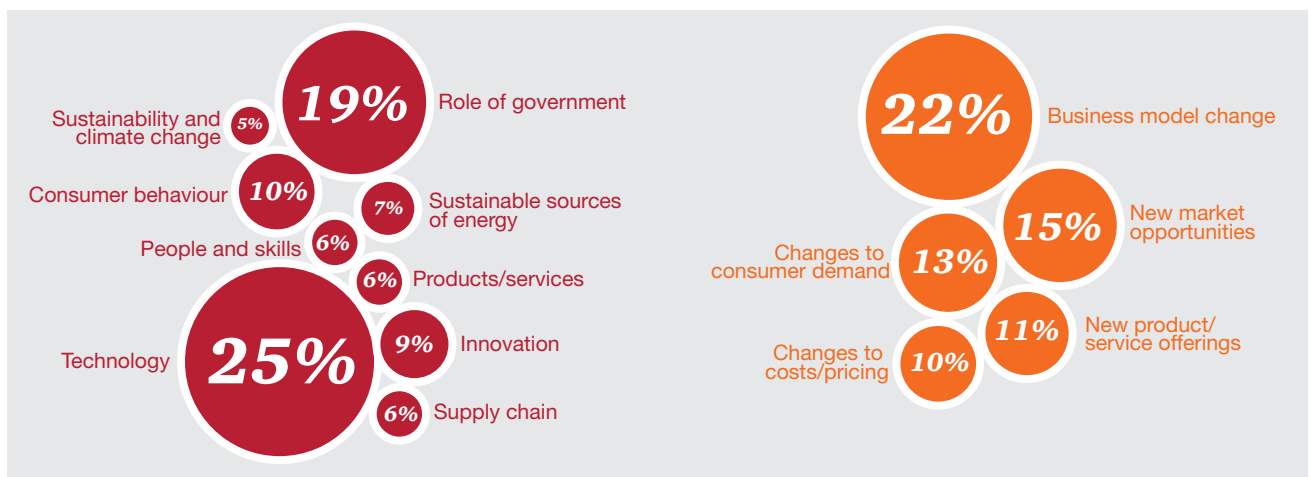 19%
Role of government
5%
Sustainability and
climate change
10%
Consumer behaviour
7%
Sustainable sources
of energy
6%
People and skills
6%
Products/services
25%
Technology
9%
Innovation
6%
Supply chain
22%
Business model change
15%
New market
opportunities
13%
Changes to
consumer demand
11%
New product/
service offerings
10%
Changes to
costs/pricing